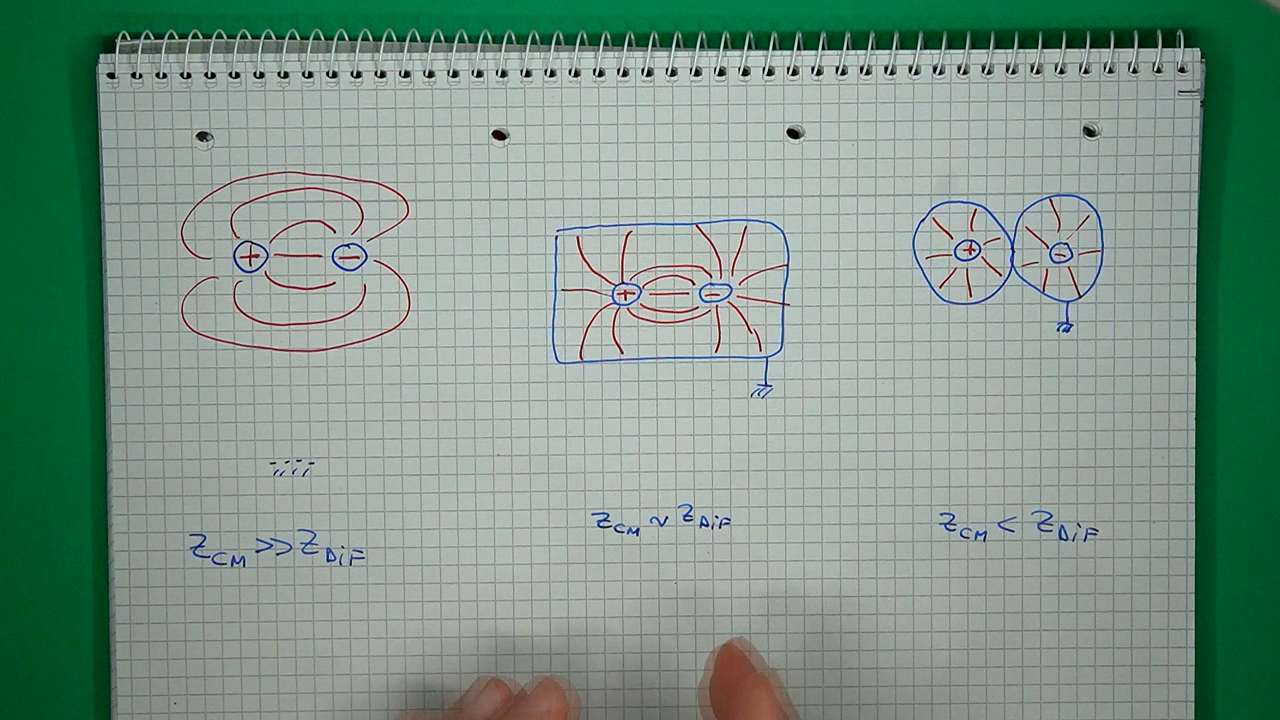 + −
+ −
+ −
Z_CM >> Z_DiF
Z_CM ~ Z_DiF
Z_CM < Z_DiF